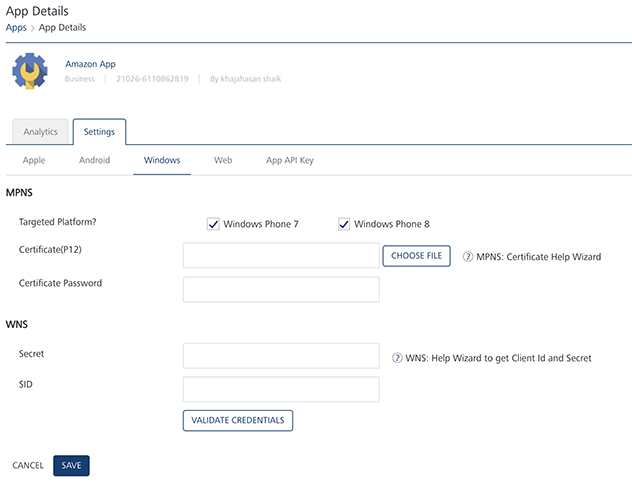 App Details
Apps > App Details
Amazon App
Business | 21026-6110862819 | By khajahasan shaik
Analytics Settings
Apple Android Windows Web App API Key
MPNS
Targeted Platform? Windows Phone 7 Windows Phone 8
Certificate(P12) CHOOSE FILE ? MPNS: Certificate Help Wizard
Certificate Password
WNS
Secret ? WNS: Help Wizard to get Client Id and Secret
SID
VALIDATE CREDENTIALS
CANCEL SAVE